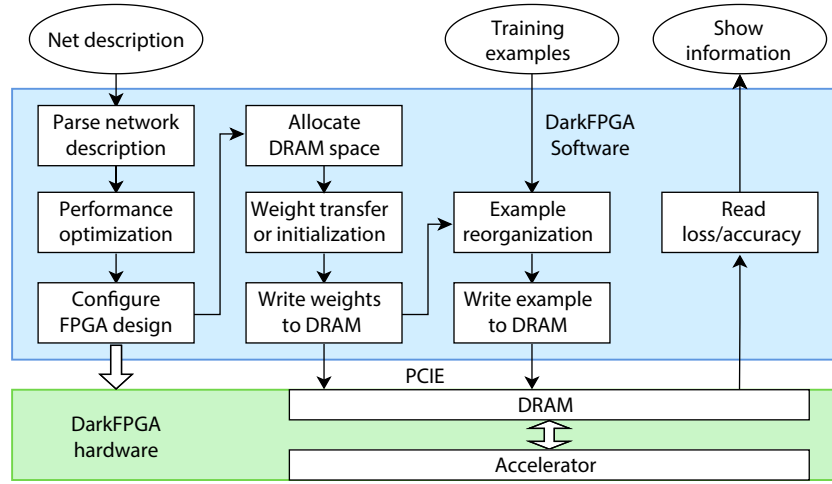 Net description
Training
examples
Show
information
Parse network
description
Allocate
DRAM space
DarkFPGA
Software
Performance
optimization
Weight transfer
or initialization
Example
reorganization
Read
loss/accuracy
Configure
FPGA design
Write weights
to DRAM
Write example
to DRAM
PCIE
DarkFPGA
hardware
DRAM
Accelerator